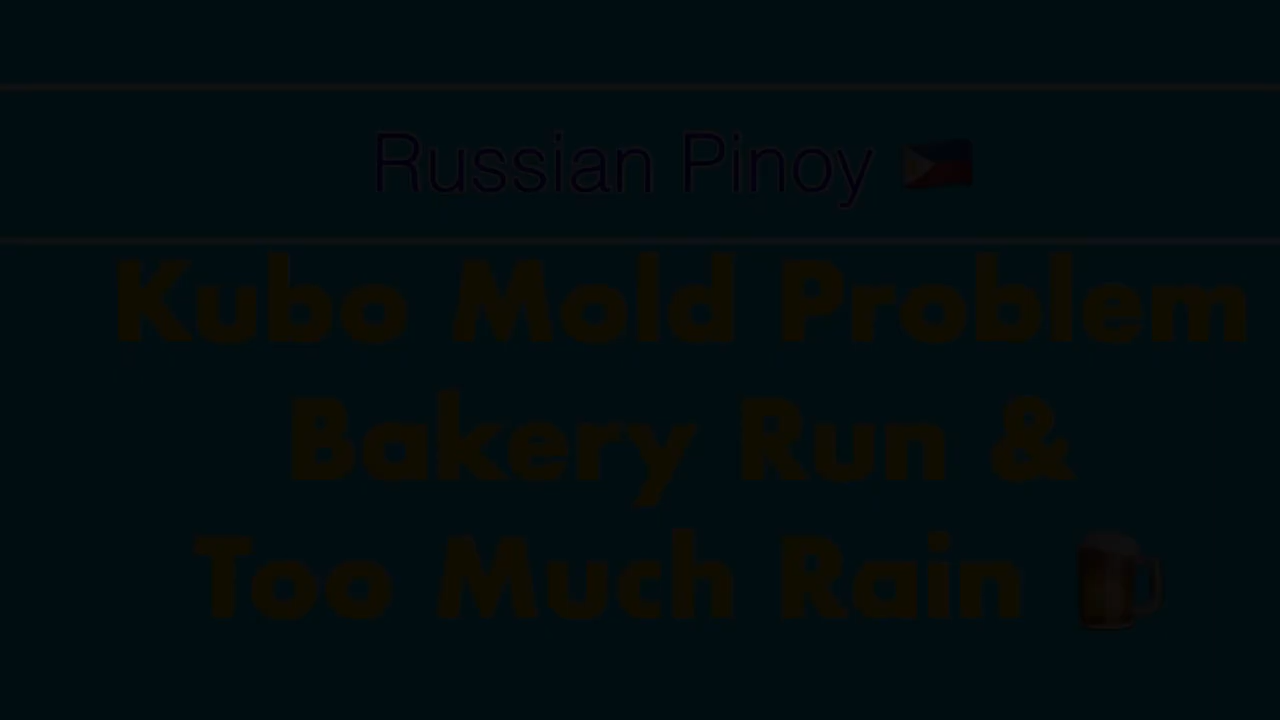 Russian Pinoy 🇵🇭
Kubo Mold Problem
Bakery Run &
Too Much Rain 🍺